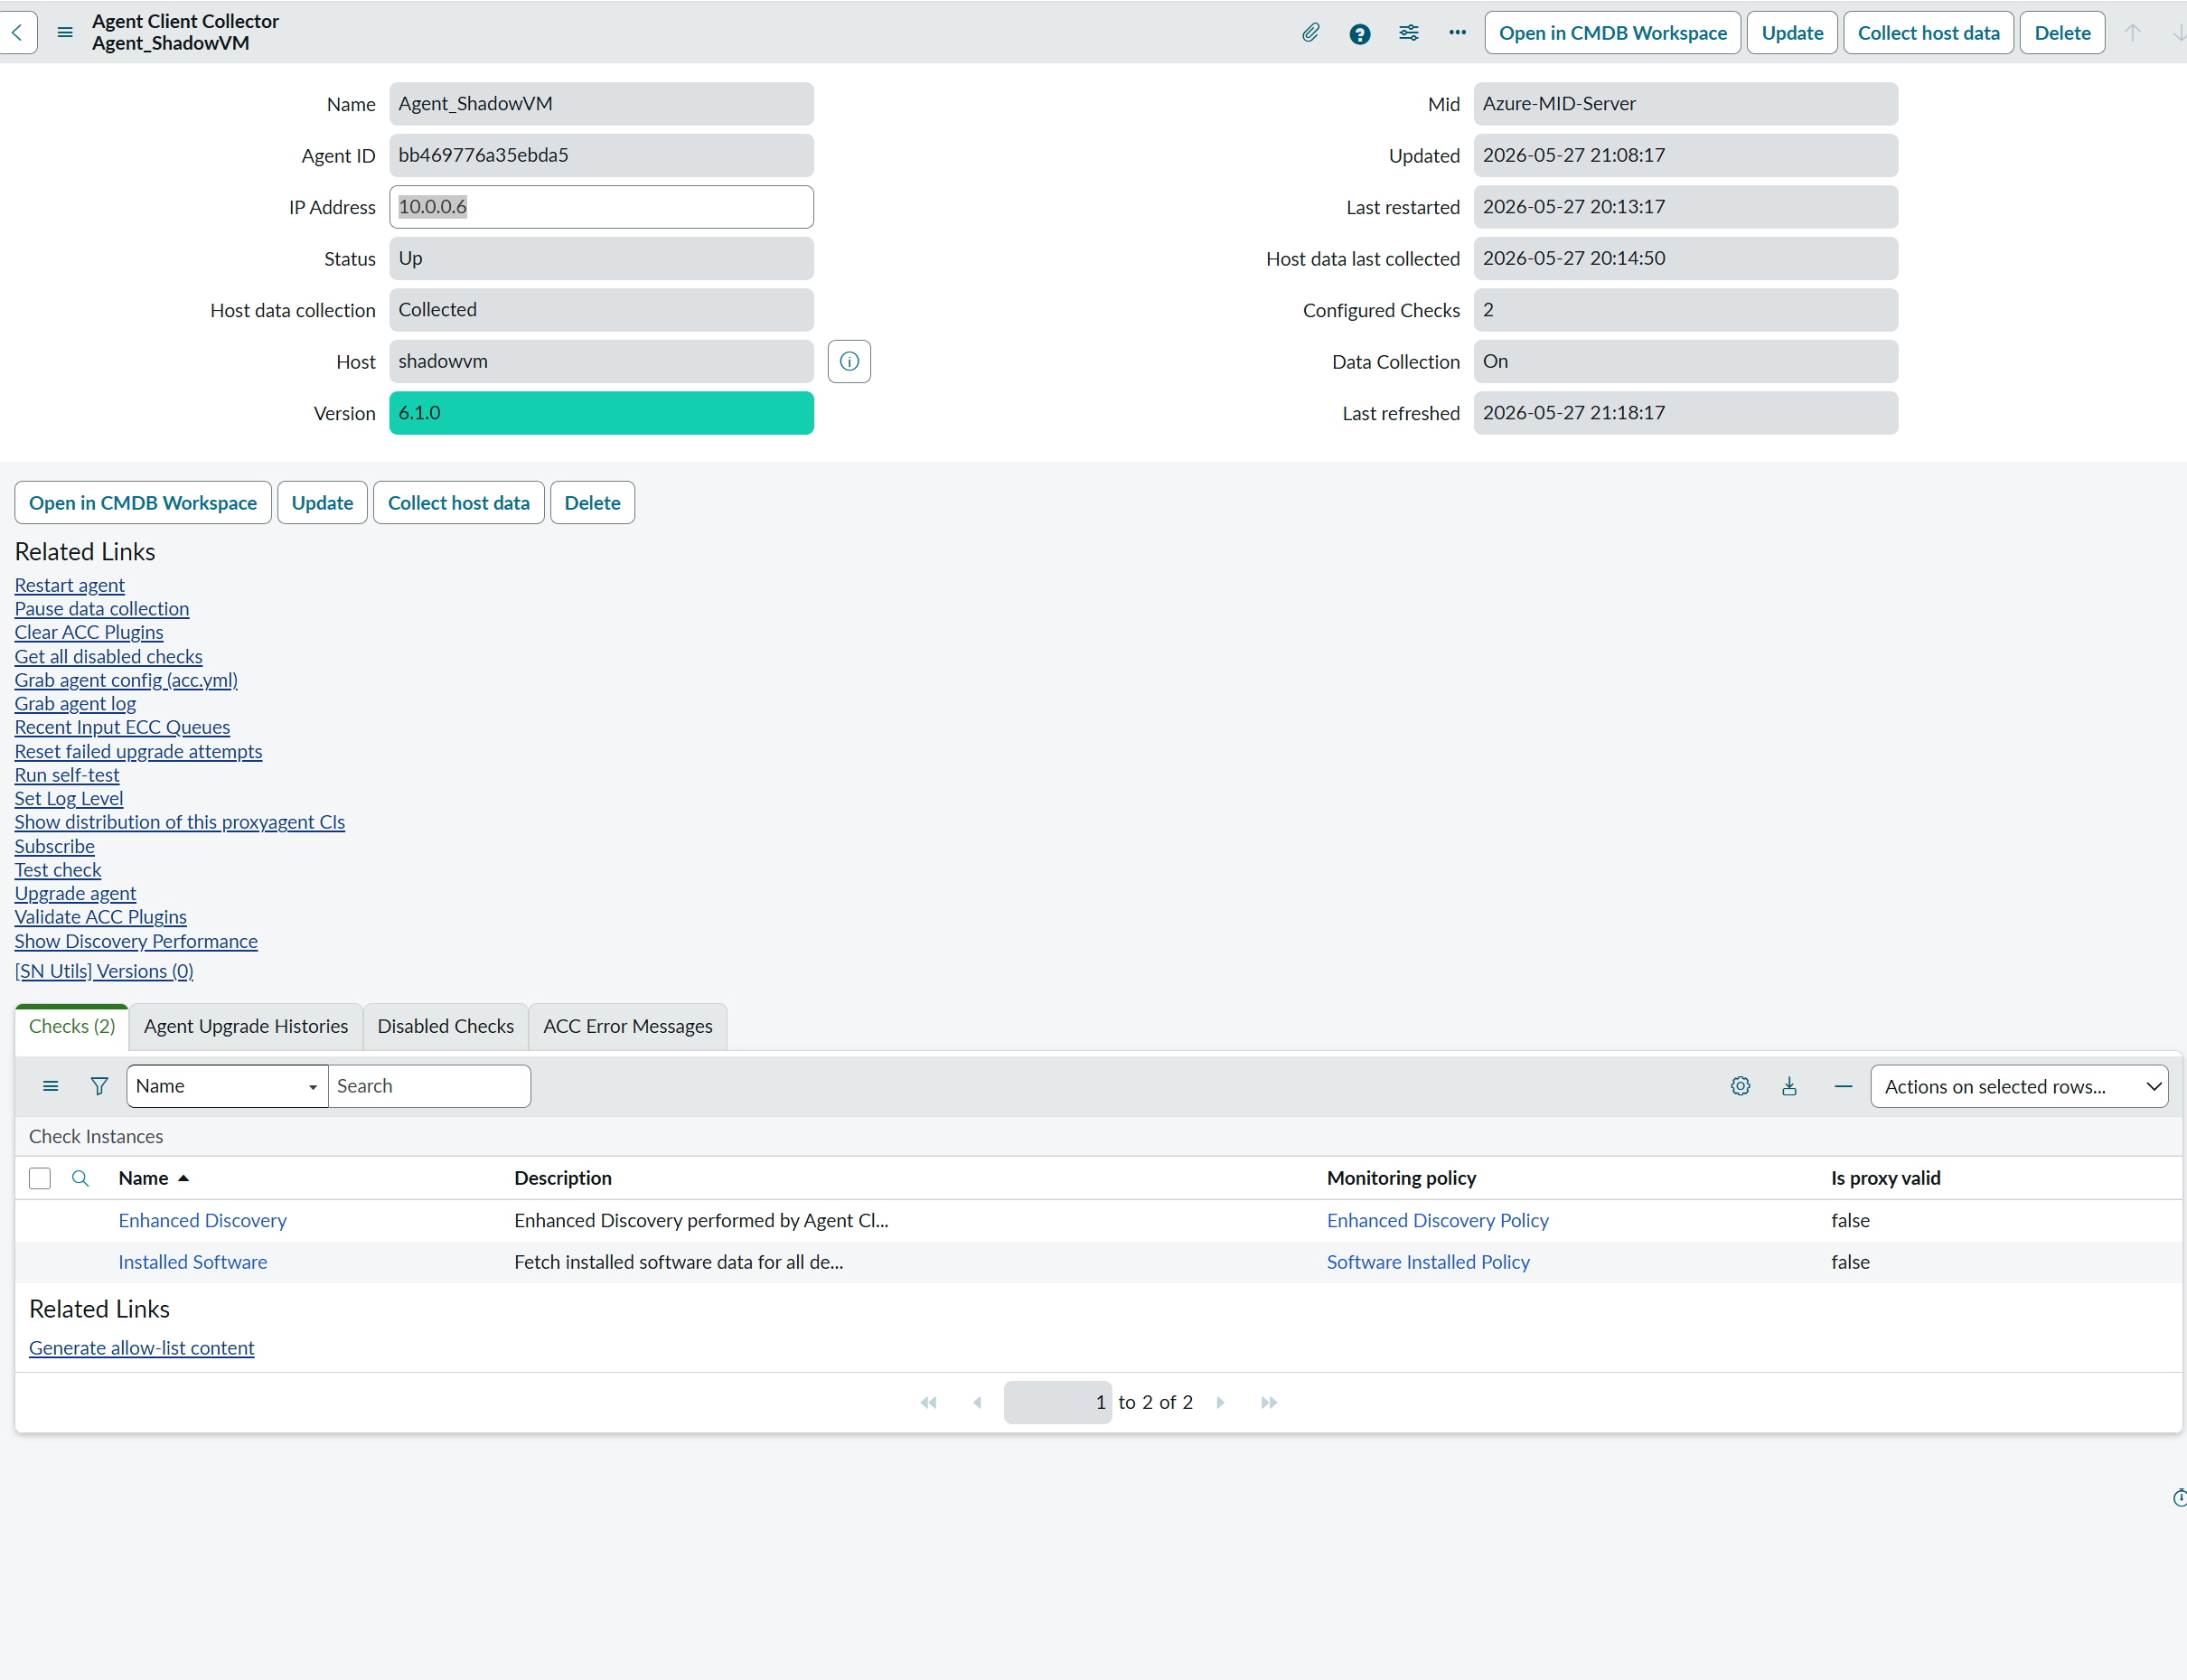 Agent Client Collector
Agent_ShadowVM
Open in CMDB Workspace Update Collect host data Delete
Name Agent_ShadowVM
Agent ID bb469776a35ebda5
IP Address 10.0.0.6
Status Up
Host data collection Collected
Host shadowvm
Version 6.1.0
Mid Azure-MID-Server
Updated 2026-05-27 21:08:17
Last restarted 2026-05-27 20:13:17
Host data last collected 2026-05-27 20:14:50
Configured Checks 2
Data Collection On
Last refreshed 2026-05-27 21:18:17
Open in CMDB Workspace Update Collect host data Delete
Related Links
Restart agent
Pause data collection
Clear ACC Plugins
Get all disabled checks
Grab agent config (acc.yml)
Grab agent log
Recent Input ECC Queues
Reset failed upgrade attempts
Run self-test
Set Log Level
Show distribution of this proxyagent CIs
Subscribe
Test check
Upgrade agent
Validate ACC Plugins
Show Discovery Performance
[SN Utils] Versions (0)
Checks (2) Agent Upgrade Histories Disabled Checks ACC Error Messages
Name Search Actions on selected rows...
Check Instances
Name Description Monitoring policy Is proxy valid
Enhanced Discovery Enhanced Discovery performed by Agent Cl... Enhanced Discovery Policy false
Installed Software Fetch installed software data for all de... Software Installed Policy false
Related Links
Generate allow-list content
1 to 2 of 2